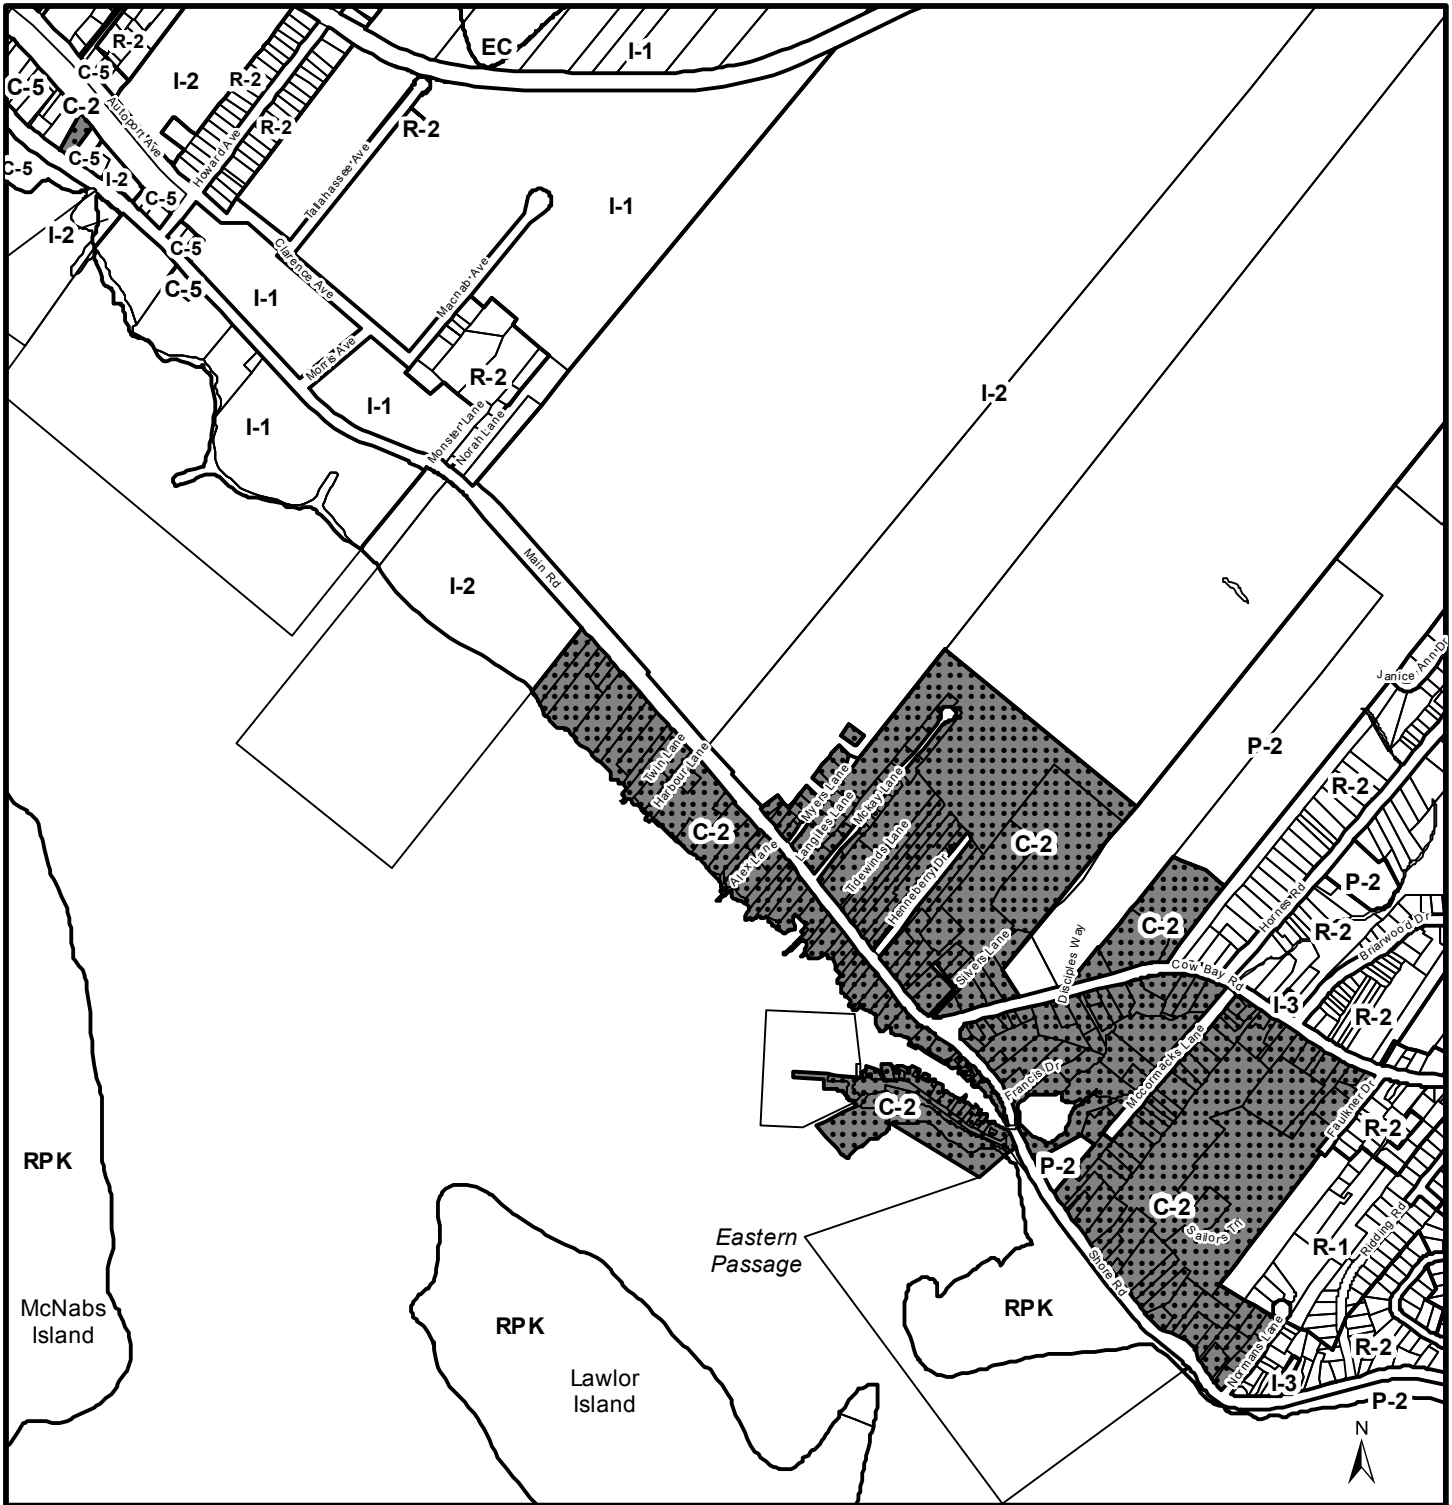 EC
I-1
R-2
C-5
I-2
R-2
C-5
C-2
Autoport Ave
R-2
R-2
Howard Ave
Tallahassee Ave
C-5
C-5
I-2
C-5
I-1
I-2
C-5
C-5
Clarence Ave
Macnab Ave
I-1
Morris Ave
R-2
I-2
I-1
I-1
Monster Lane
Norah Lane
Main Rd
I-2
Janice Ann Dr
P-2
Twin Lane
Harbour Lane
Myers Lane
Langilles Lane
Mckay Lane
R-2
C-2
Alex Lane
Tidewinds Lane
C-2
Henneberry Dr
P-2
Hornes Rd
C-2
R-2
Briarwood Dr
Silvers Lane
Disciples Way
Cow Bay Rd
I-3
R-2
Mccormacks Lane
Francis Dr
C-2
Faulkner Dr
R-2
RPK
P-2
C-2
Sailors Trl
Ridding Rd
Eastern
Passage
R-1
Shore Rd
RPK
McNabs
Island
RPK
Normans Lane
R-2
Lawlor
Island
I-3
P-2
N